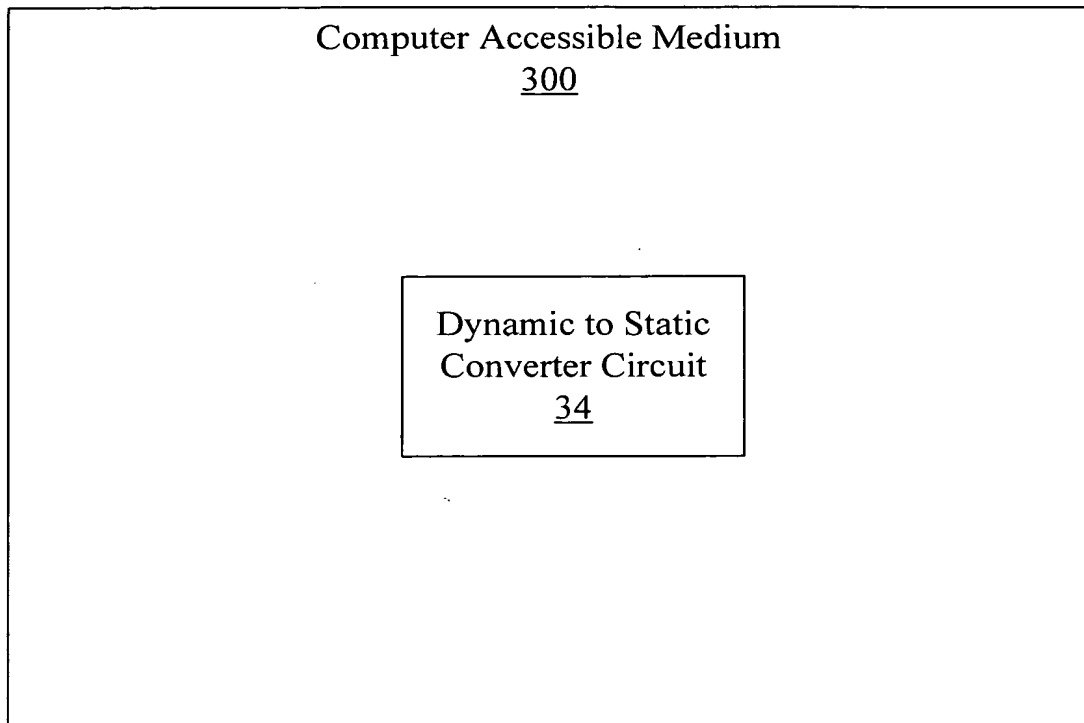 Computer Accessible Medium
300
Dynamic to Static
Converter Circuit
34